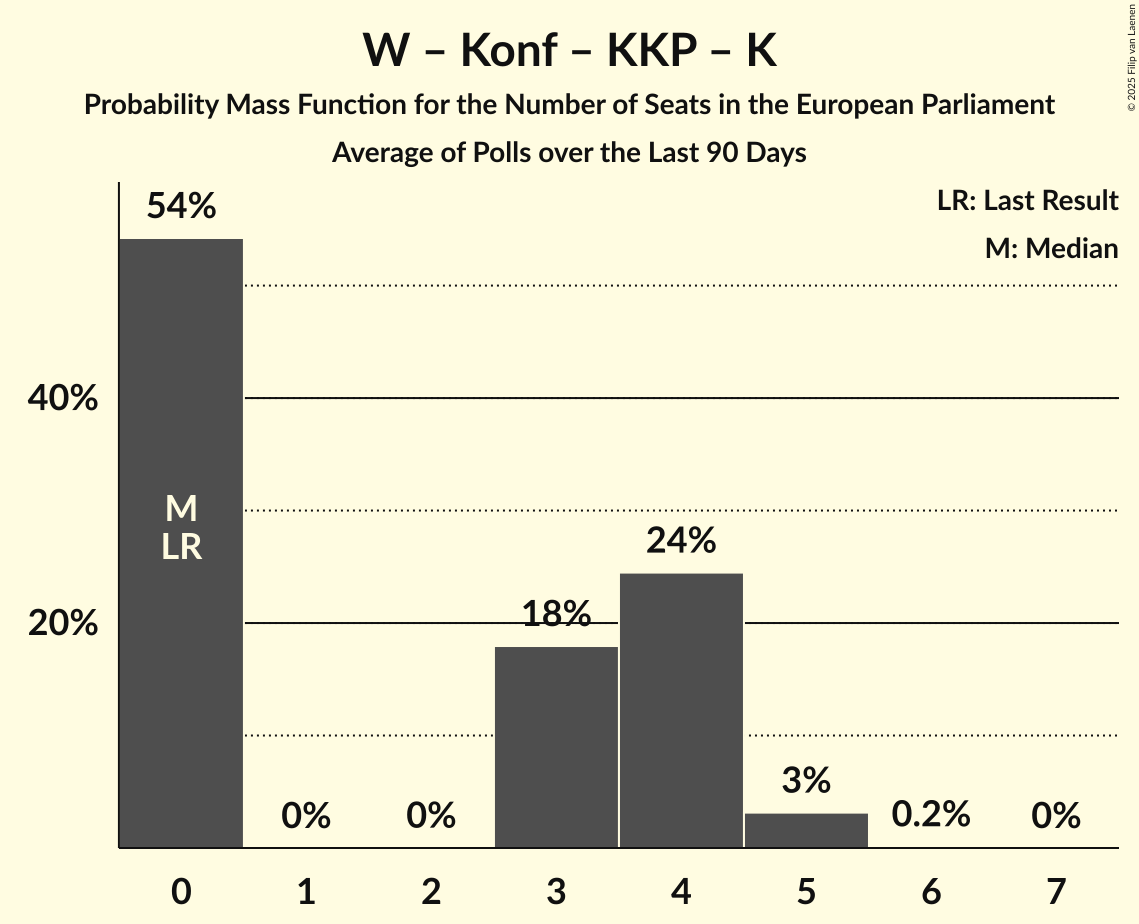 W – Konf – KKP – K
Probability Mass Function for the Number of Seats in the European Parliament
Average of Polls over the Last 90 Days
© 2025 Filip van Laenen
LR: Last Result
M: Median
54%
40%
M
LR
24%
18%
20%
3%
0%
0%
0.2%
0%
0
1
2
3
4
5
6
7